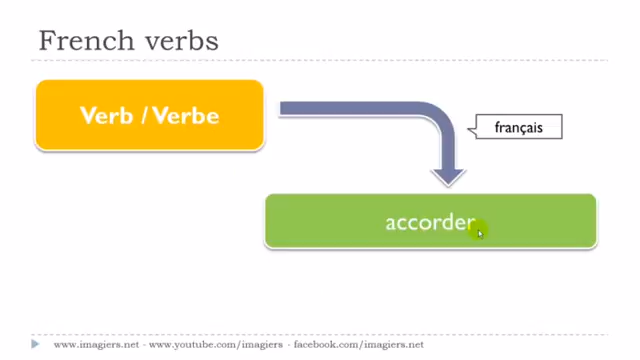 French verbs
Verb / Verbe
français
accorder
www.imagiers.net - www.youtube.com/imagiers - facebook.com/imagiers.net